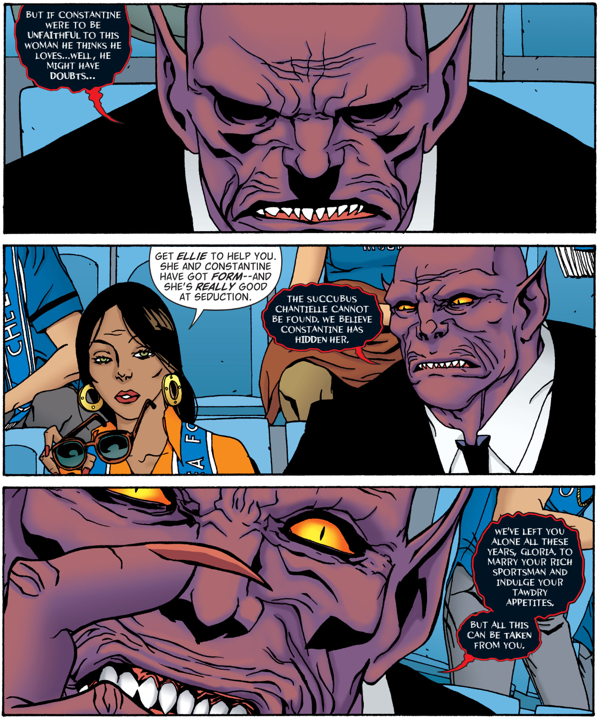 BUT IF CONSTANTINE
WERE TO BE
UNFAITHFUL TO THIS
WOMAN HE THINKS HE
LOVES...WELL, HE
MIGHT HAVE
DOUBTS...
GET ELLIE TO HELP YOU.
SHE AND CONSTANTINE
HAVE GOT FORM--AND
SHE'S REALLY GOOD
AT SEDUCTION.
THE SUCCUBUS
CHANTIELLE CANNOT
BE FOUND. WE BELIEVE
CONSTANTINE HAS
HIDDEN HER.
CHE
A FO
WE'VE LEFT YOU
ALONE ALL THESE
YEARS, GLORIA, TO
MARRY YOUR RICH
SPORTSMAN AND
INDULGE YOUR
TAWDRY
APPETITES.
BUT ALL THIS
CAN BE TAKEN
FROM YOU.